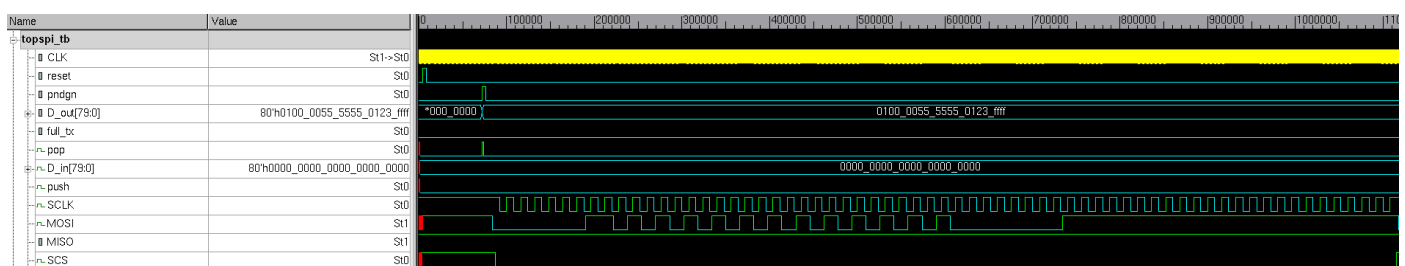 Name Value 0 100000 200000 300000 400000 500000 600000 700000 800000 900000 1000000 110
topspi_tb
CLK St1->St0
reset St0
pndgn St0
D_out[79:0] 80'h0100_0055_5555_0123_ffff *000_0000 0100_0055_5555_0123_ffff
full_tx St0
pop St0
D_in[79:0] 80'h0000_0000_0000_0000_0000 0000_0000_0000_0000_0000
push St0
SCLK St0
MOSI St1
MISO St1
SCS St0